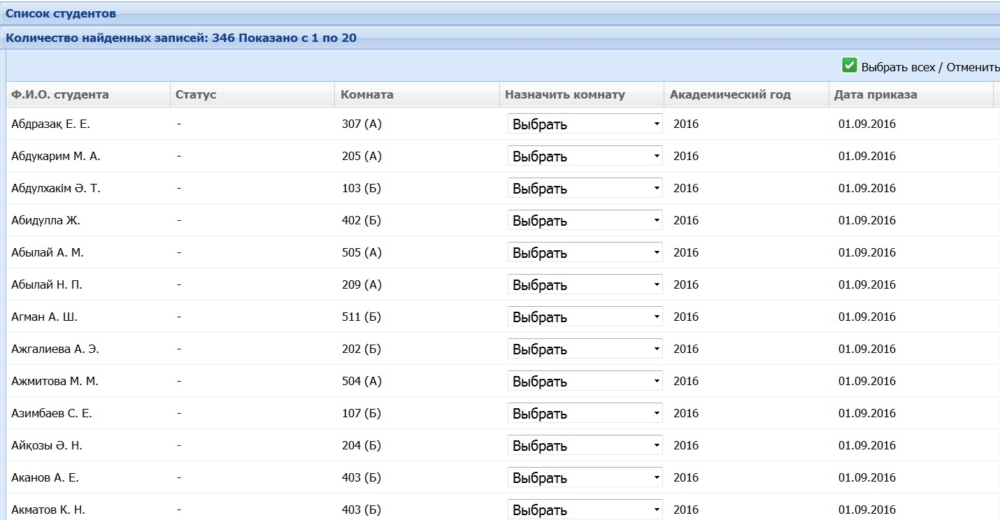 Список студентов
Количество найденных записей: 346 Показано с 1 по 20
Выбрать всех / Отменить
Ф.И.О. студента Статус Комната Назначить комнату Академический год Дата приказа
Абдразақ Е. Е. - 307 (А) Выбрать 2016 01.09.2016
Абдукарим М. А. - 205 (А) Выбрать 2016 01.09.2016
Абдулхакім Ә. Т. - 103 (Б) Выбрать 2016 01.09.2016
Абидулла Ж. - 402 (Б) Выбрать 2016 01.09.2016
Абылай А. М. - 505 (А) Выбрать 2016 01.09.2016
Абылай Н. П. - 209 (А) Выбрать 2016 01.09.2016
Агман А. Ш. - 511 (Б) Выбрать 2016 01.09.2016
Ажгалиева А. Э. - 202 (Б) Выбрать 2016 01.09.2016
Ажмитова М. М. - 504 (А) Выбрать 2016 01.09.2016
Азимбаев С. Е. - 107 (Б) Выбрать 2016 01.09.2016
Айқозы Ә. Н. - 204 (Б) Выбрать 2016 01.09.2016
Аканов А. Е. - 403 (Б) Выбрать 2016 01.09.2016
Акматов К. Н. - 403 (Б) Выбрать 2016 01.09.2016